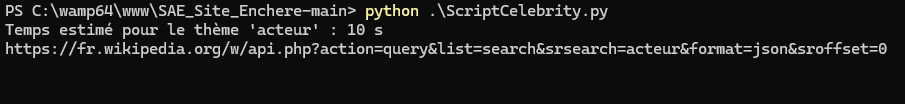 PS C:\wamp64\www\SAE_Site_Enchere-main> python .\ScriptCelebrity.py
Temps estimé pour le thème 'acteur' : 10 s
https://fr.wikipedia.org/w/api.php?action=query&list=search&srsearch=acteur&format=json&sroffset=0